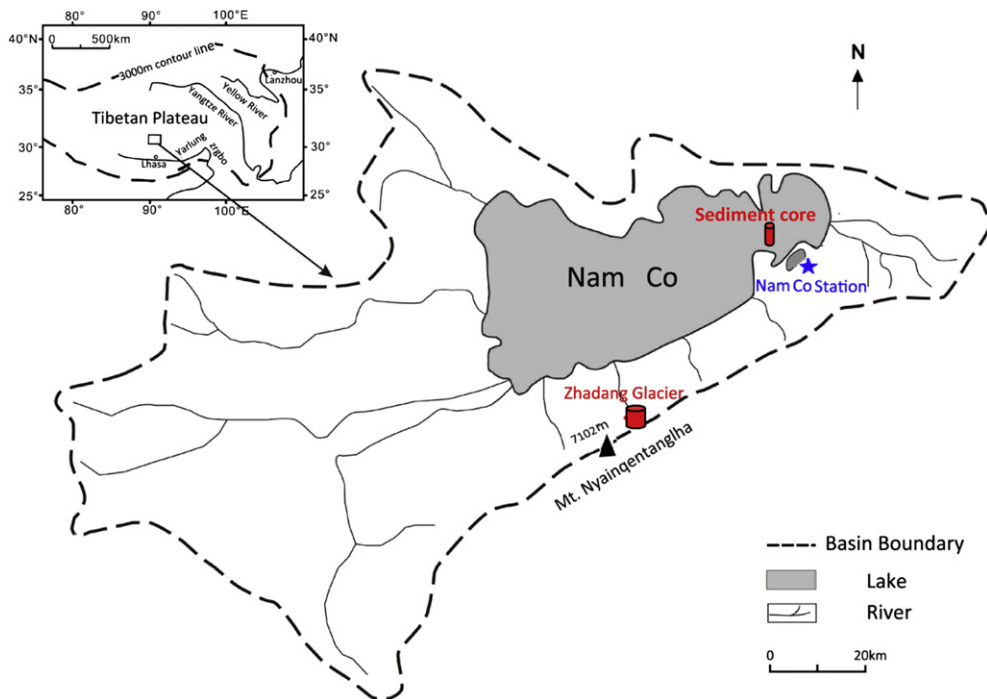 80° 90° 100°E
40°N
40°N
0 500km
3000m contour line
Lanzhou
35°
35°
Yellow River
Yangtze River
Tibetan Plateau
30°
30°
Yarlung zrgbo
Lhasa
25°
25°
80° 90° 100°E
N
Sediment core
Nam Co
Nam Co Station
Zhadang Glacier
7102m
Mt. Nyainqentanglha
Basin Boundary
Lake
River
0 20km